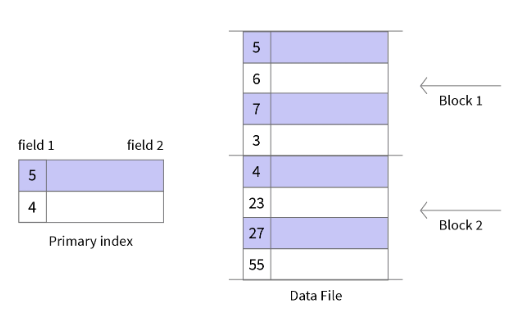 field 1 field 2
5
4
Primary index
5
6
7
3
4
23
27
55
Data File
Block 1
Block 2